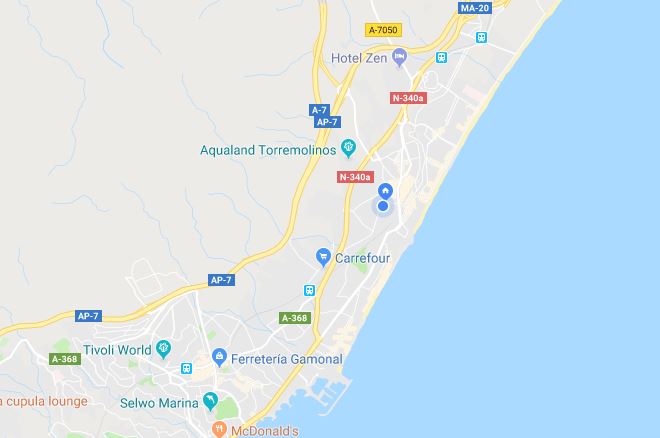 MA-20
A-7050
Hotel Zen
N-340a
A-7
AP-7
Aqualand Torremolinos
N-340a
Carrefour
AP-7
AP-7
A-368
Tivoli World
A-368
Ferretería Gamonal
a cupula lounge
Selwo Marina
McDonald's